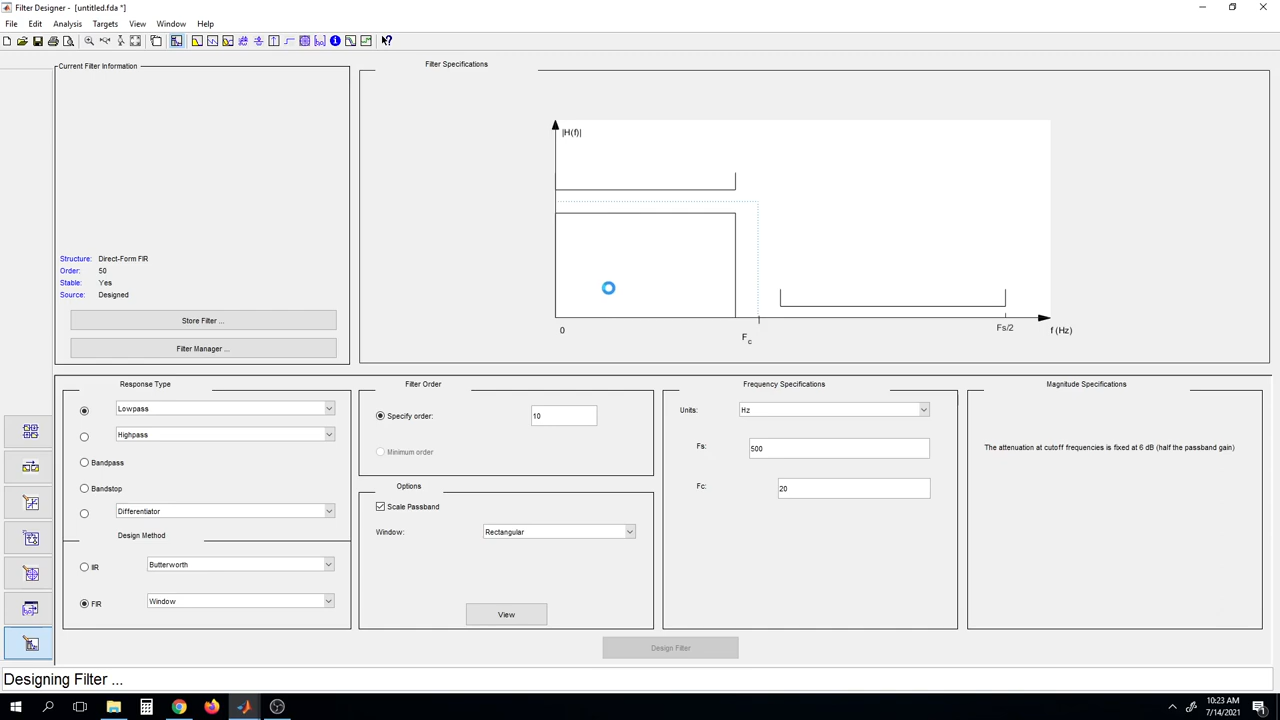 Filter Designer - [untitled.fda *]
File Edit Analysis Targets View Window Help
Current Filter Information
Structure: Direct-Form FIR
Order: 50
Stable: Yes
Source: Designed
Store Filter ...
Filter Manager ...
Filter Specifications
|H(f)|
0
Fc
Fs/2
f (Hz)
Response Type
Lowpass
Highpass
Bandpass
Bandstop
Differentiator
Design Method
IIR Butterworth
FIR Window
Filter Order
Specify order: 10
Minimum order
Options
Scale Passband
Window: Rectangular
View
Frequency Specifications
Units: Hz
Fs: 500
Fc: 20
Magnitude Specifications
The attenuation at cutoff frequencies is fixed at 6 dB (half the passband gain)
Design Filter
Designing Filter ...
10:23 AM
7/14/2021